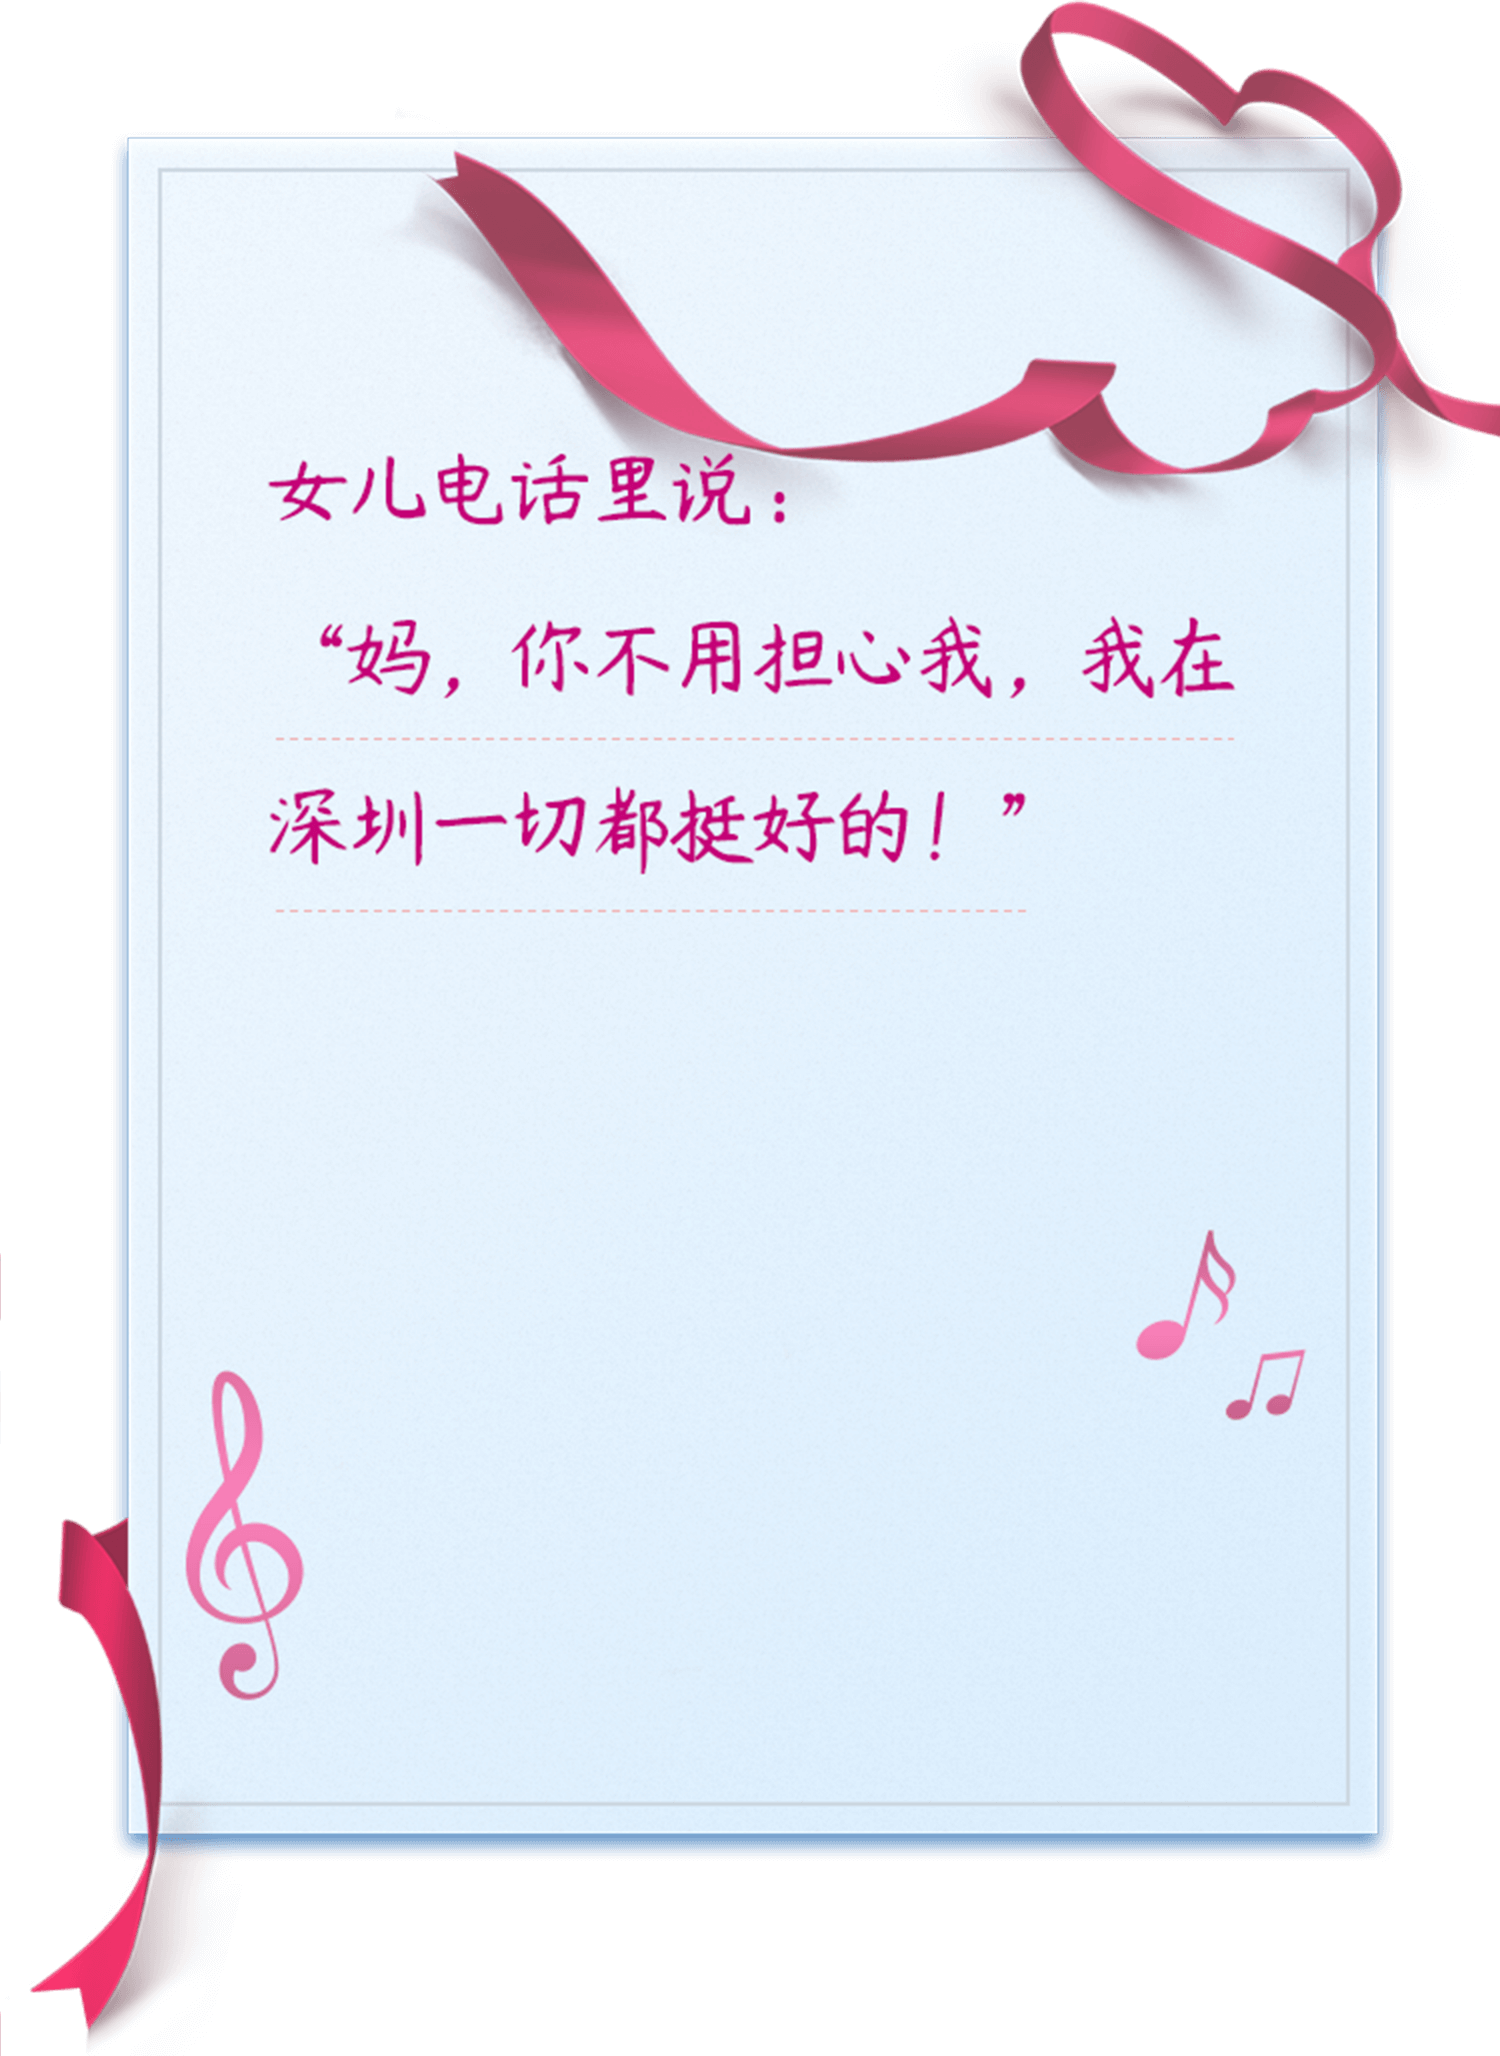 女儿电话里说：
“妈，你不用担心我，我在
深圳一切都挺好的！”